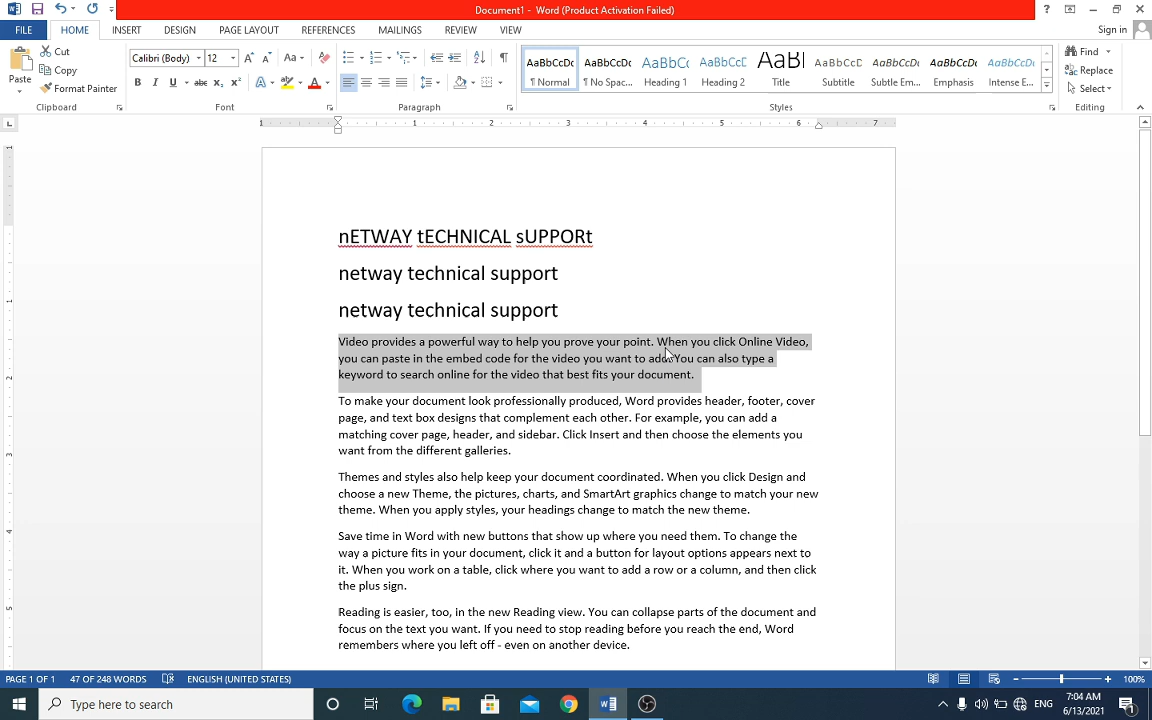 Document1 - Word (Product Activation Failed)
FILE HOME INSERT DESIGN PAGE LAYOUT REFERENCES MAILINGS REVIEW VIEW Sign in
Paste Cut Copy Format Painter
Calibri (Body) 12
AaBbCcDc AaBbCcDc AaBbCc AaBbCcD AaBl AaBbCcD AaBbCcDc AaBbCcDc AaBbCcDc
¶ Normal ¶ No Spac... Heading 1 Heading 2 Title Subtitle Subtle Em... Emphasis Intense E...
Find Replace Select
Clipboard Font Paragraph Styles Editing
1 1 2 3 4 5 6 7
nETWAY tECHNICAL sUPPORt
netway technical support
netway technical support
Video provides a powerful way to help you prove your point. When you click Online Video,
you can paste in the embed code for the video you want to add. You can also type a
keyword to search online for the video that best fits your document.
To make your document look professionally produced, Word provides header, footer, cover
page, and text box designs that complement each other. For example, you can add a
matching cover page, header, and sidebar. Click Insert and then choose the elements you
want from the different galleries.
Themes and styles also help keep your document coordinated. When you click Design and
choose a new Theme, the pictures, charts, and SmartArt graphics change to match your new
theme. When you apply styles, your headings change to match the new theme.
Save time in Word with new buttons that show up where you need them. To change the
way a picture fits in your document, click it and a button for layout options appears next to
it. When you work on a table, click where you want to add a row or a column, and then click
the plus sign.
Reading is easier, too, in the new Reading view. You can collapse parts of the document and
focus on the text you want. If you need to stop reading before you reach the end, Word
remembers where you left off - even on another device.
PAGE 1 OF 1 47 OF 248 WORDS ENGLISH (UNITED STATES) 100%
Type here to search
ENG 7:04 AM
6/13/2021